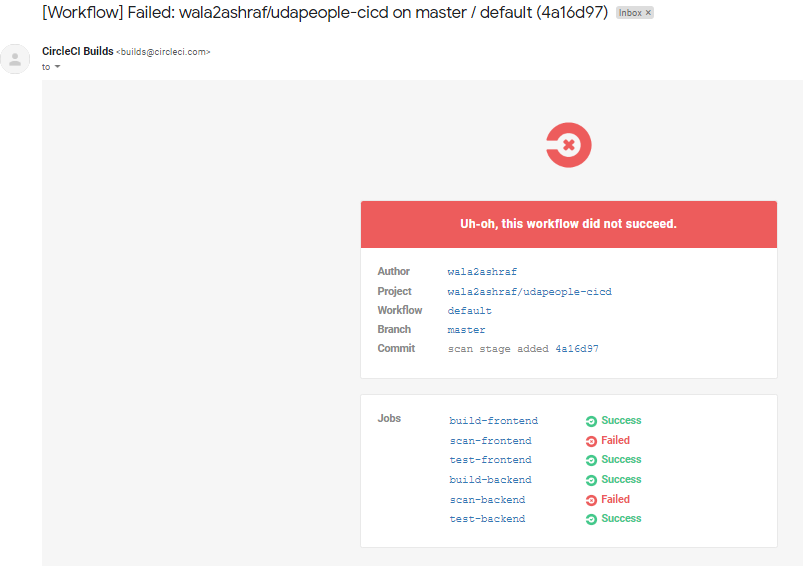 [Workflow] Failed: wala2ashraf/udapeople-cicd on master / default (4a16d97) Inbox ×
CircleCI Builds <builds@circleci.com>
to
Uh-oh, this workflow did not succeed.
Author wala2ashraf
Project wala2ashraf/udapeople-cicd
Workflow default
Branch master
Commit scan stage added 4a16d97
Jobs build-frontend Success
scan-frontend Failed
test-frontend Success
build-backend Success
scan-backend Failed
test-backend Success